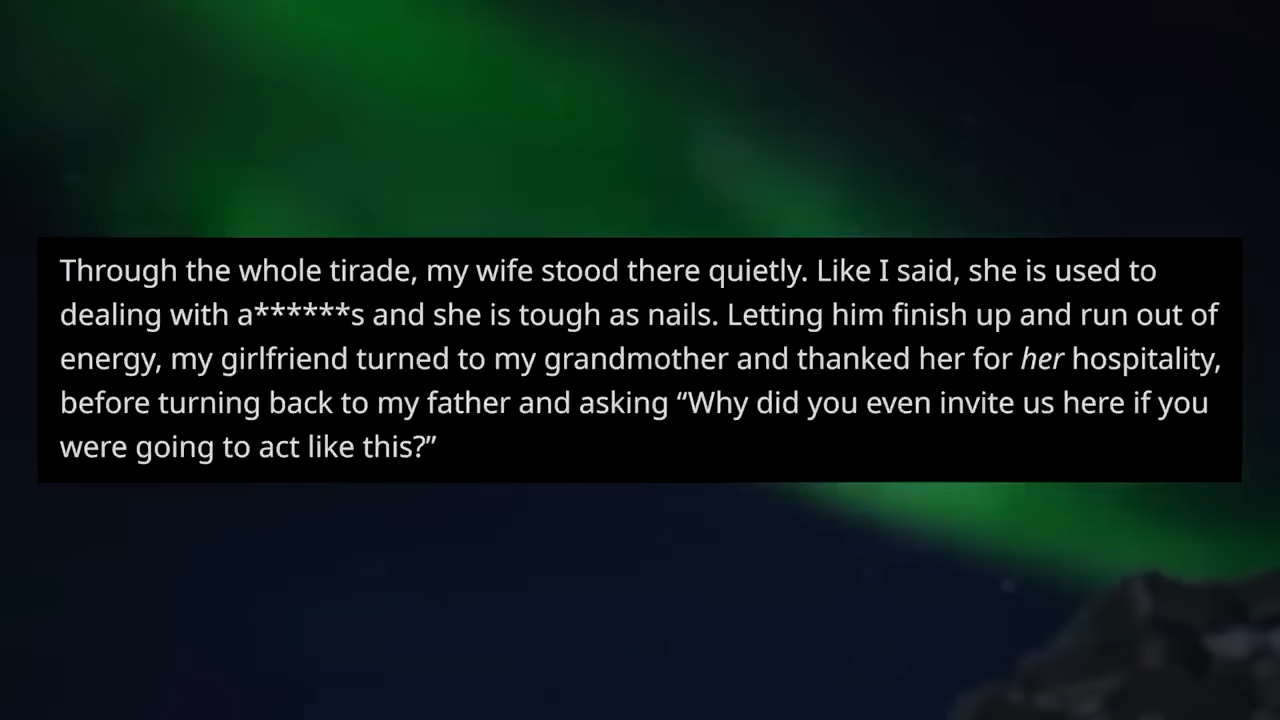 Through the whole tirade, my wife stood there quietly. Like I said, she is used to
dealing with a******s and she is tough as nails. Letting him finish up and run out of
energy, my girlfriend turned to my grandmother and thanked her for her hospitality,
before turning back to my father and asking “Why did you even invite us here if you
were going to act like this?”